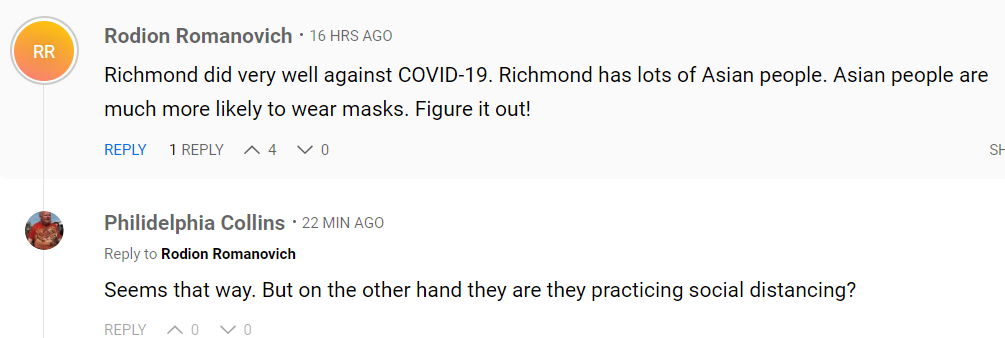 RR
Rodion Romanovich · 16 HRS AGO
Richmond did very well against COVID-19. Richmond has lots of Asian people. Asian people are
much more likely to wear masks. Figure it out!
REPLY 1 REPLY 4 0 SH
Philidelphia Collins · 22 MIN AGO
Reply to Rodion Romanovich
Seems that way. But on the other hand they are they practicing social distancing?
REPLY 0 0